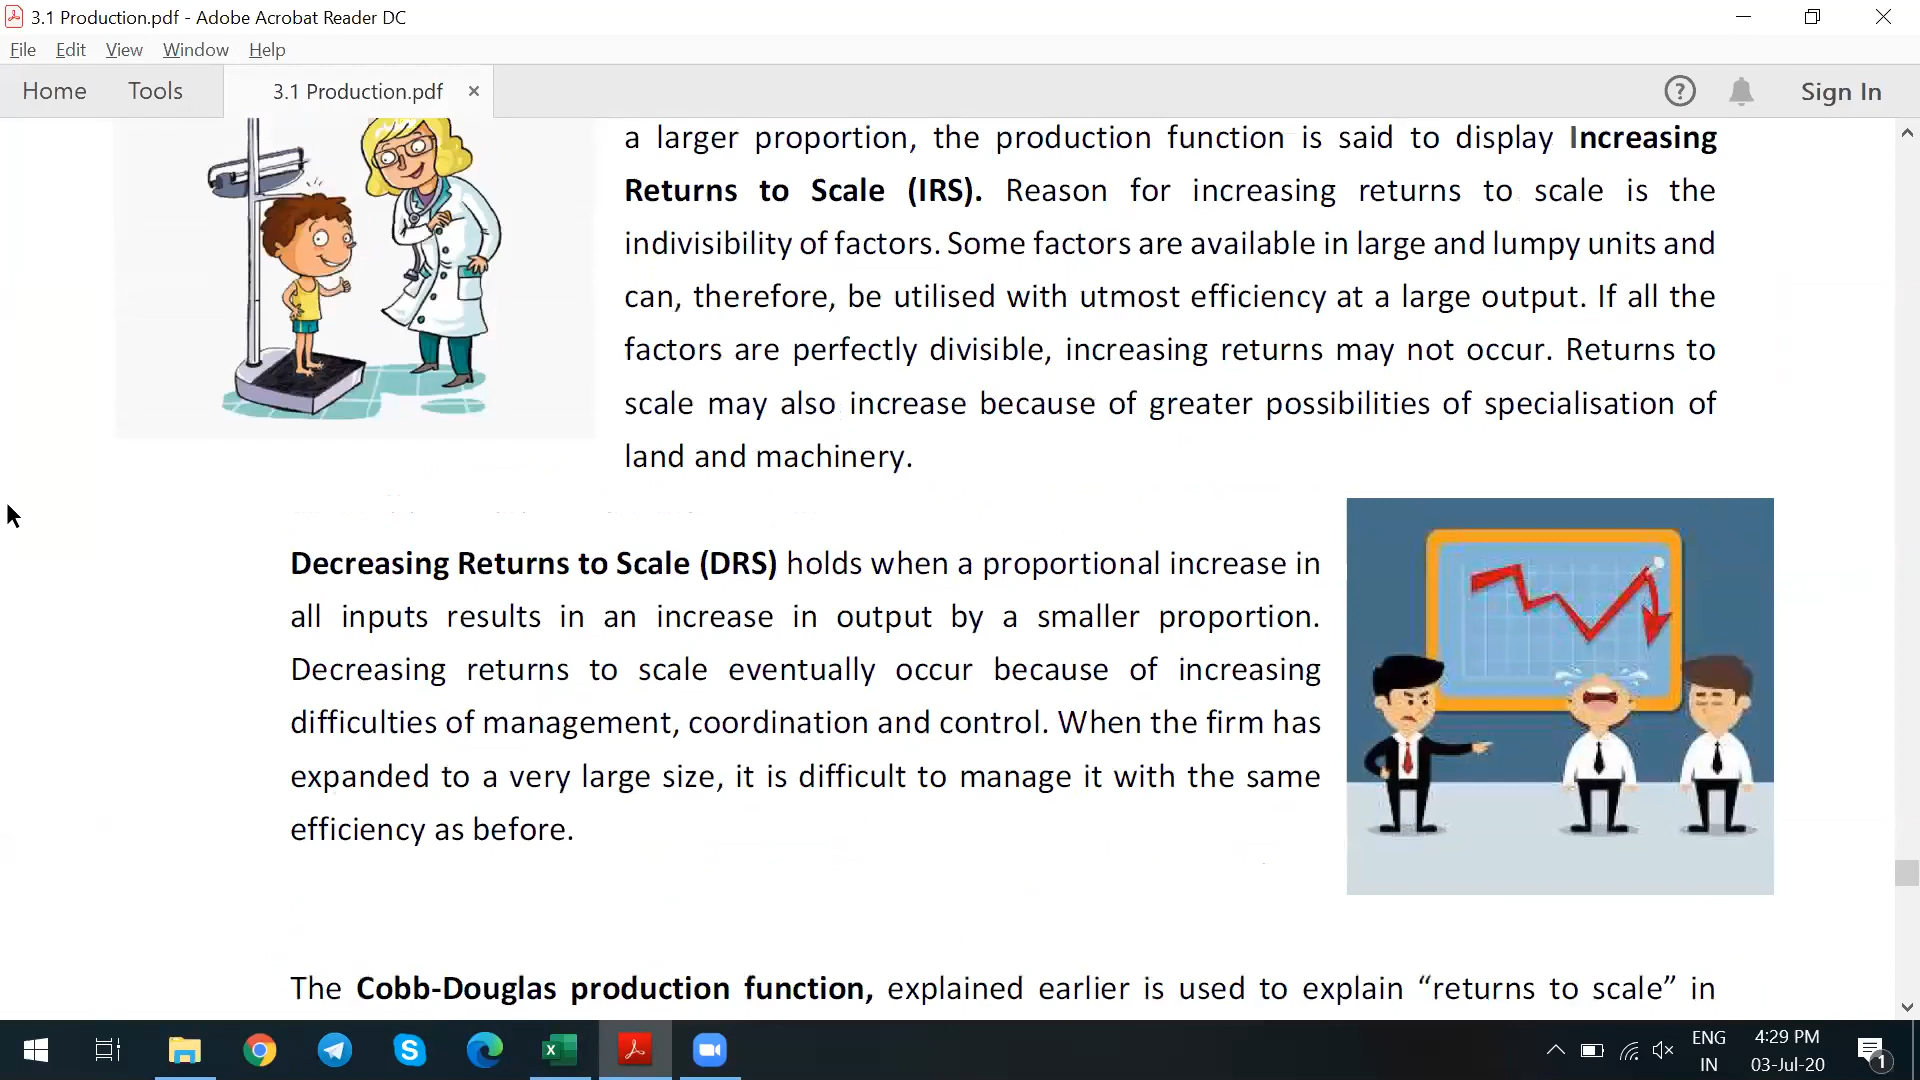 3.1 Production.pdf - Adobe Acrobat Reader DC
File Edit View Window Help
Home Tools 3.1 Production.pdf × ? Sign In
a larger proportion, the production function is said to display Increasing
Returns to Scale (IRS). Reason for increasing returns to scale is the
indivisibility of factors. Some factors are available in large and lumpy units and
can, therefore, be utilised with utmost efficiency at a large output. If all the
factors are perfectly divisible, increasing returns may not occur. Returns to
scale may also increase because of greater possibilities of specialisation of
land and machinery.
Decreasing Returns to Scale (DRS) holds when a proportional increase in
all inputs results in an increase in output by a smaller proportion.
Decreasing returns to scale eventually occur because of increasing
difficulties of management, coordination and control. When the firm has
expanded to a very large size, it is difficult to manage it with the same
efficiency as before.
The Cobb-Douglas production function, explained earlier is used to explain “returns to scale” in
ENG 4:29 PM
IN 03-Jul-20 1